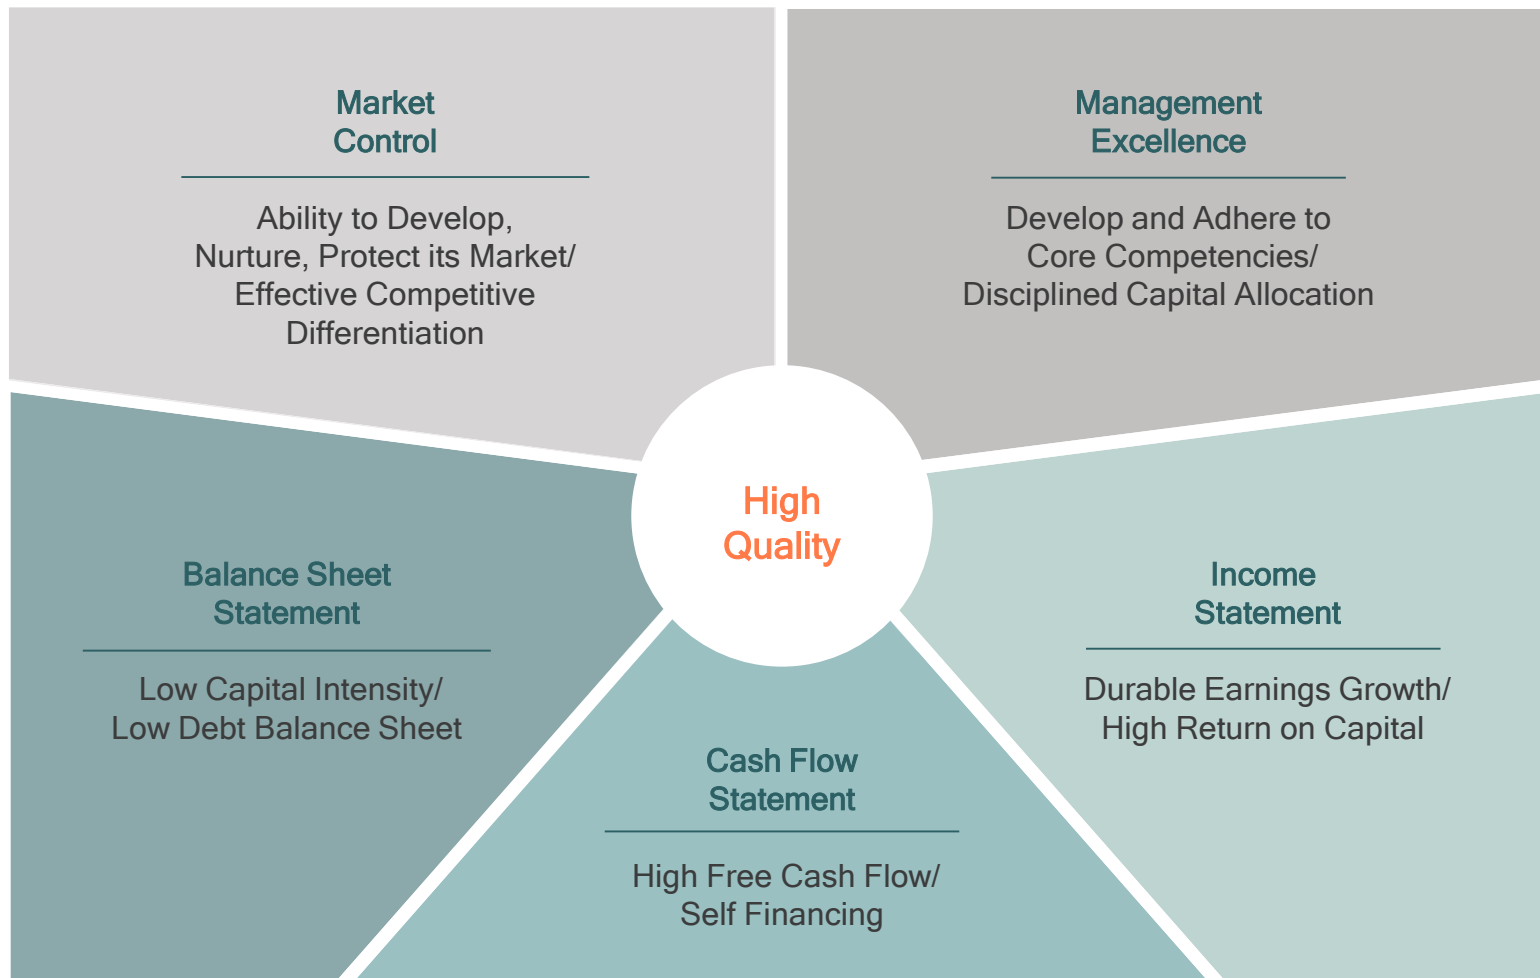 Market
Control
Ability to Develop,
Nurture, Protect its Market/
Effective Competitive
Differentiation
Management
Excellence
Develop and Adhere to
Core Competencies/
Disciplined Capital Allocation
High
Quality
Balance Sheet
Statement
Low Capital Intensity/
Low Debt Balance Sheet
Income
Statement
Durable Earnings Growth/
High Return on Capital
Cash Flow
Statement
High Free Cash Flow/
Self Financing